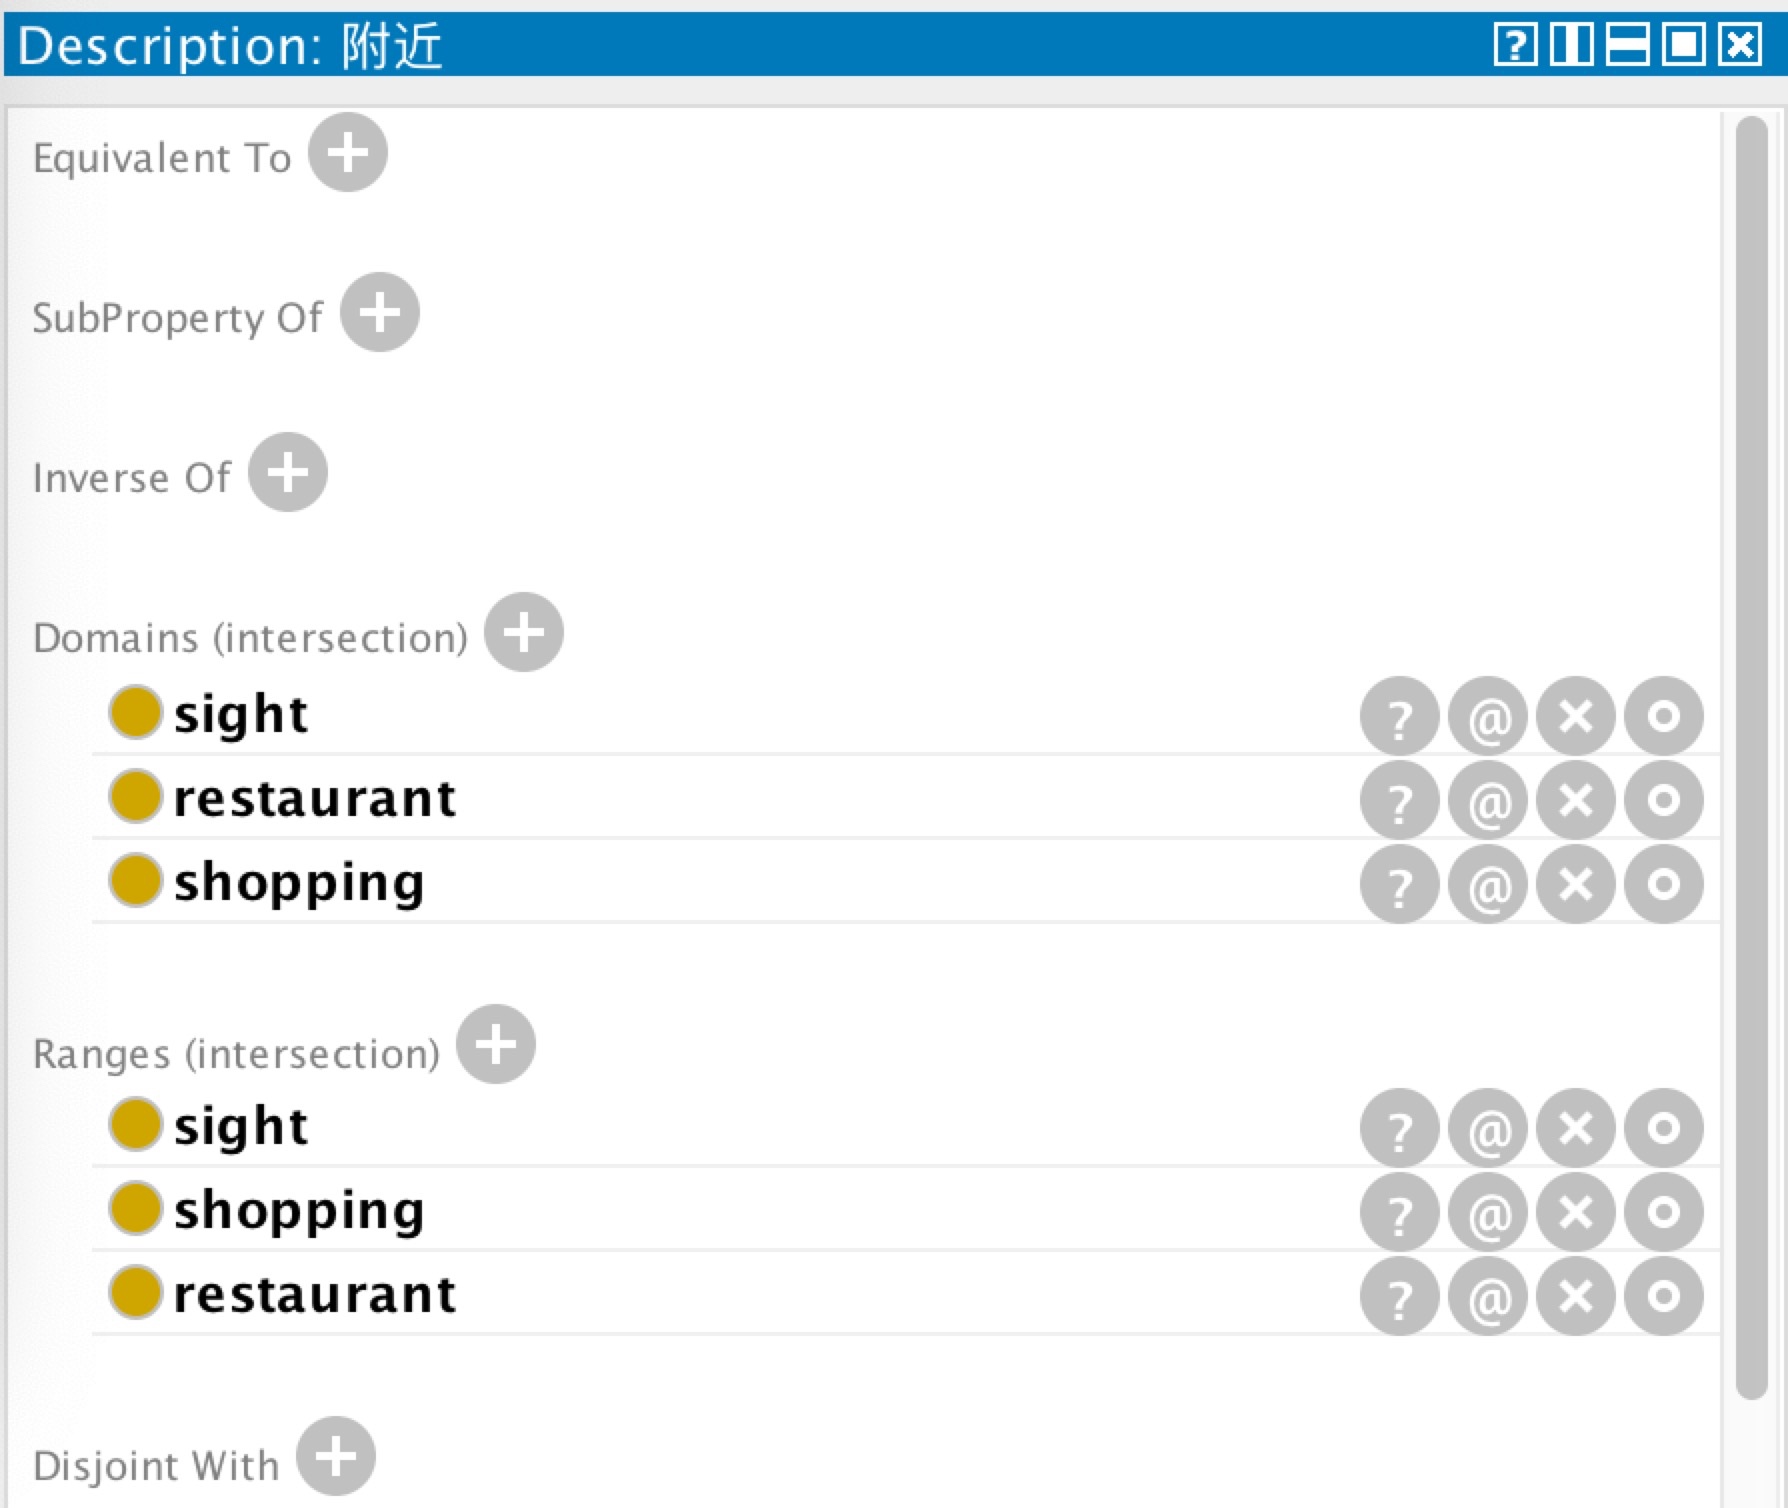 Description: 附近
Equivalent To
SubProperty Of
Inverse Of
Domains (intersection)
sight ? @
restaurant ? @
shopping ? @
Ranges (intersection)
sight ? @
shopping ? @
restaurant ? @
Disjoint With